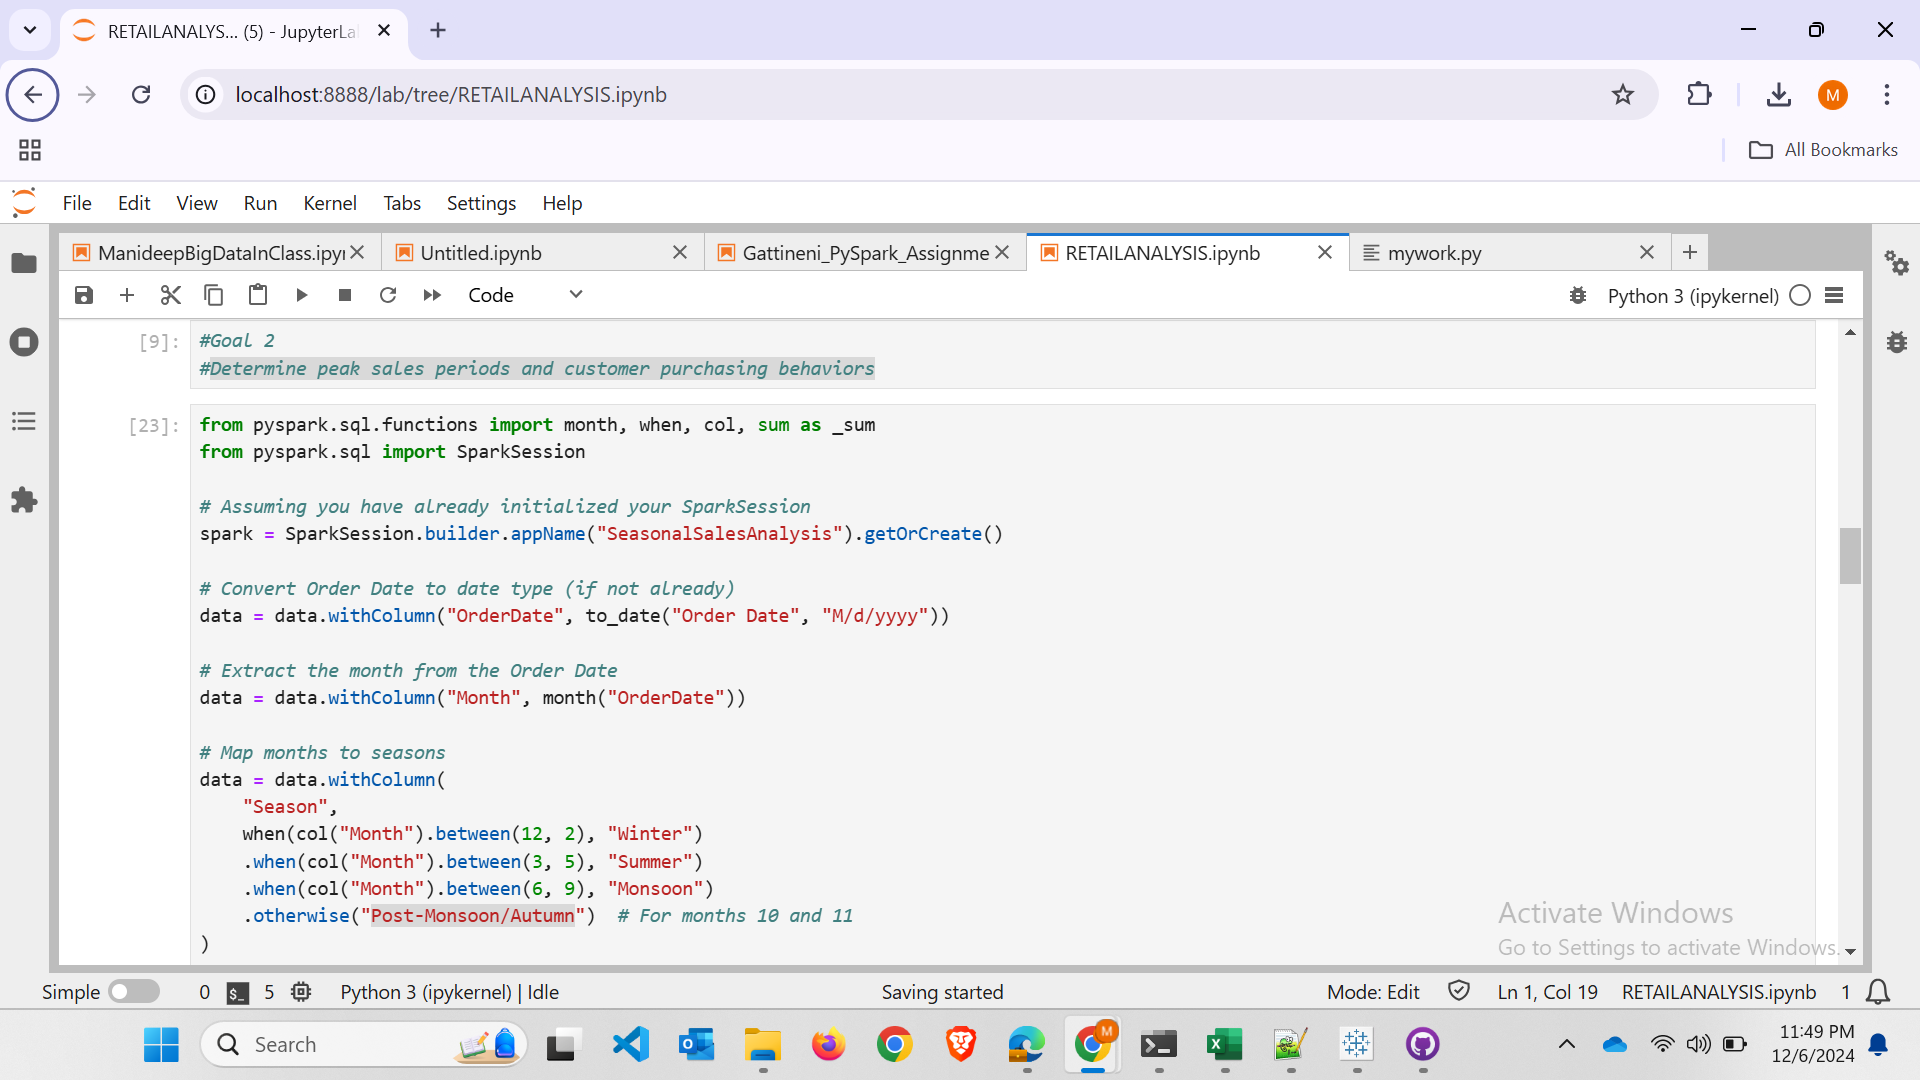 RETAILANALYS... (5) - JupyterLa
localhost:8888/lab/tree/RETAILANALYSIS.ipynb
M
All Bookmarks
File Edit View Run Kernel Tabs Settings Help
ManideepBigDataInClass.ipyn Untitled.ipynb Gattineni_PySpark_Assignme RETAILANALYSIS.ipynb mywork.py
Code Python 3 (ipykernel)
[9]: #Goal 2
#Determine peak sales periods and customer purchasing behaviors
[23]: from pyspark.sql.functions import month, when, col, sum as _sum
from pyspark.sql import SparkSession
# Assuming you have already initialized your SparkSession
spark = SparkSession.builder.appName("SeasonalSalesAnalysis").getOrCreate()
# Convert Order Date to date type (if not already)
data = data.withColumn("OrderDate", to_date("Order Date", "M/d/yyyy"))
# Extract the month from the Order Date
data = data.withColumn("Month", month("OrderDate"))
# Map months to seasons
data = data.withColumn(
"Season",
when(col("Month").between(12, 2), "Winter")
.when(col("Month").between(3, 5), "Summer")
.when(col("Month").between(6, 9), "Monsoon")
.otherwise("Post-Monsoon/Autumn") # For months 10 and 11
)
Activate Windows
Go to Settings to activate Windows.
Simple 0 $_ 5 Python 3 (ipykernel) | Idle Saving started Mode: Edit Ln 1, Col 19 RETAILANALYSIS.ipynb 1
Search
M
11:49 PM
12/6/2024